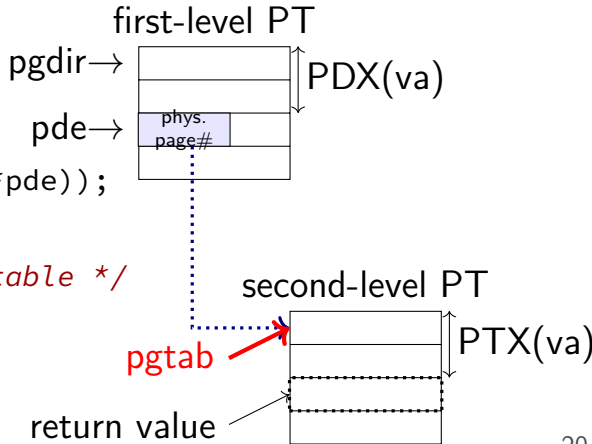 first-level PT
pgdir→
PDX(va)
pde→
phys.
page#
pde));
table */
second-level PT
pgtab
PTX(va)
return value